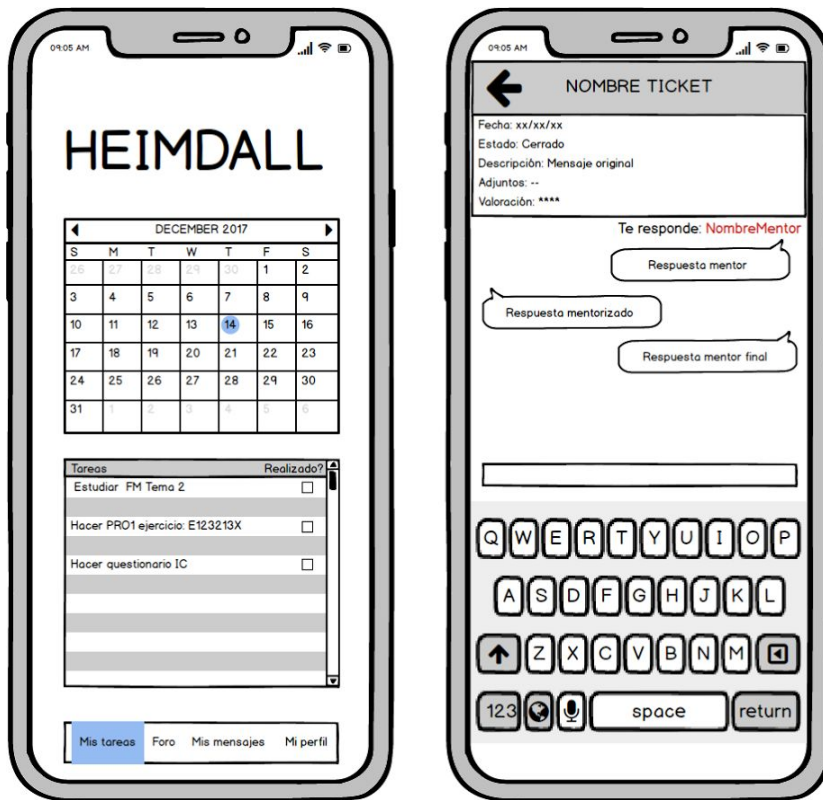 09:05 AM
HEIMDALL
DECEMBER 2017
S M T W T F S
26 27 28 29 30 1 2
3 4 5 6 7 8 9
10 11 12 13 14 15 16
17 18 19 20 21 22 23
24 25 26 27 28 29 30
31 1 2 3 4 5 6
Tareas Realizado?
Estudiar FM Tema 2
Hacer PRO1 ejercicio: E123213X
Hacer questionario IC
Mis tareas Foro Mis mensajes Mi perfil
09:05 AM
NOMBRE TICKET
Fecha: xx/xx/xx
Estado: Cerrado
Descripción: Mensaje original
Adjuntos: --
Valoración: ****
Te responde: NombreMentor
Respuesta mentor
Respuesta mentorizado
Respuesta mentor final
Q W E R T Y U I O P
A S D F G H J K L
Z X C V B N M
123 space return